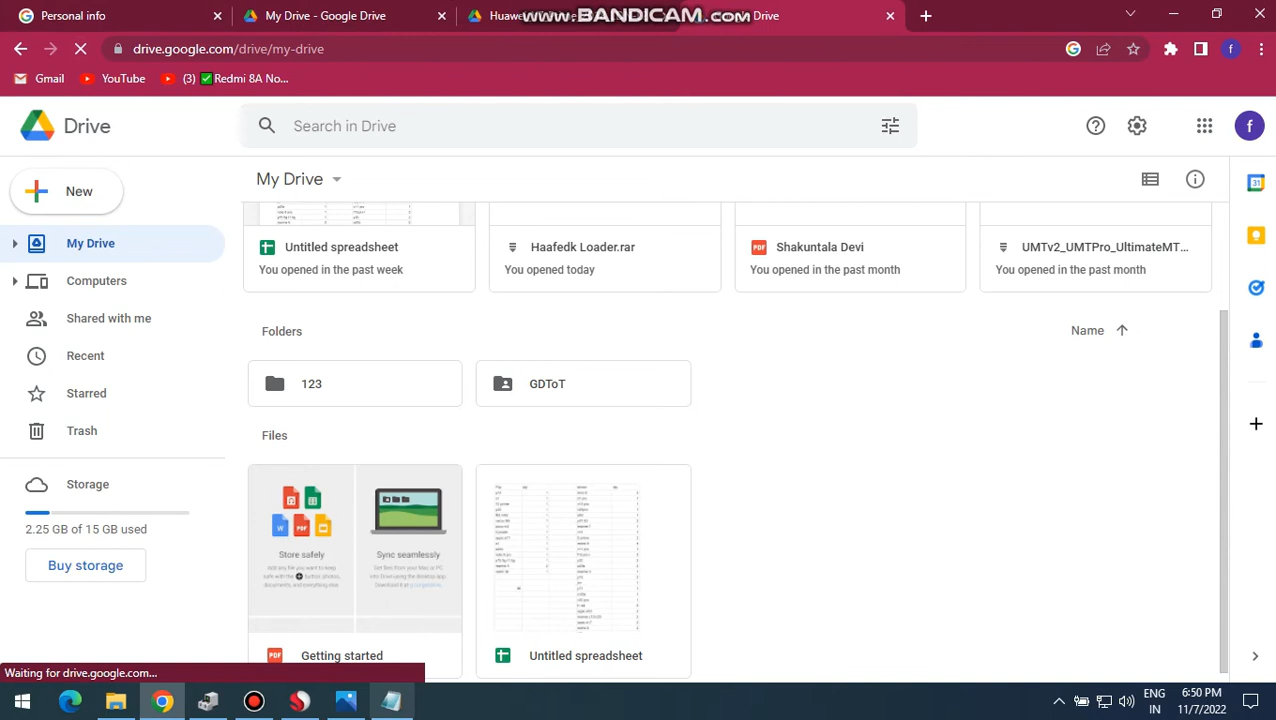 Personal info
My Drive - Google Drive
Huawe
www.BANDICAM.com
Drive
drive.google.com/drive/my-drive
f
Gmail
YouTube
(3) ✅Redmi 8A No...
Drive
Search in Drive
f
New
My Drive
31
My Drive
Computers
Shared with me
Recent
Starred
Trash
Storage
2.25 GB of 15 GB used
Buy storage
Untitled spreadsheet
You opened in the past week
Haafedk Loader.rar
You opened today
PDF
Shakuntala Devi
You opened in the past month
UMTv2_UMTPro_UltimateMT...
You opened in the past month
Folders
Name
123
GDToT
Files
Store safely
Sync seamlessly
PDF
Getting started
Untitled spreadsheet
Waiting for drive.google.com...
ENG
IN
6:50 PM
11/7/2022